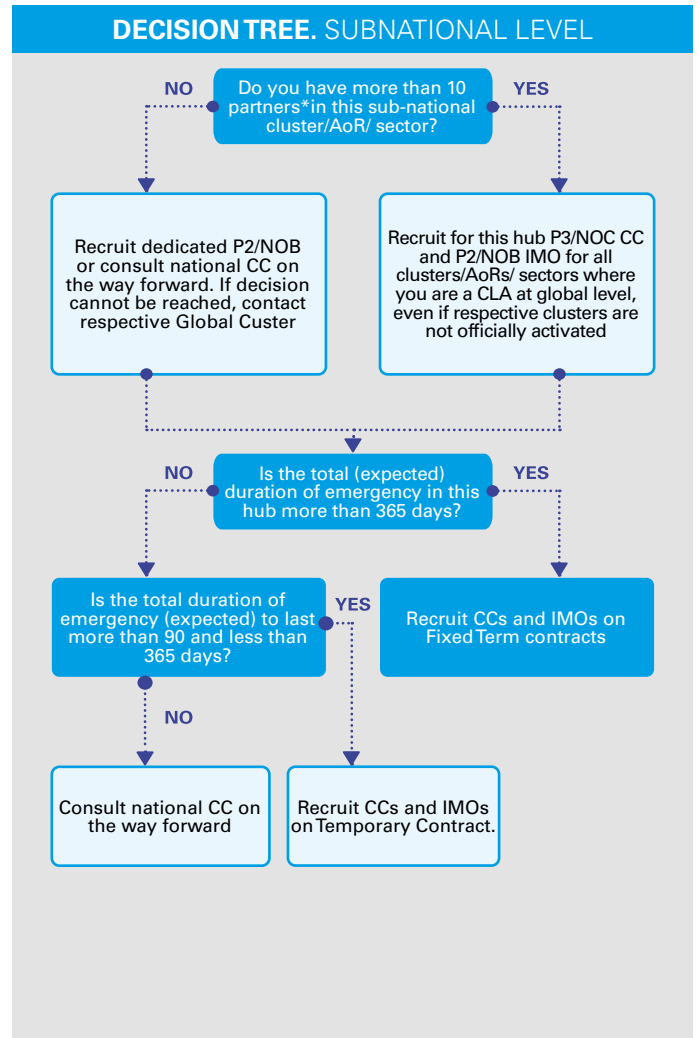 DECISION TREE. SUBNATIONAL LEVEL
NO
Do you have more than 10
partners*in this sub-national
cluster/AoR/ sector?
YES
Recruit dedicated P2/NOB
or consult national CC on
the way forward. If decision
cannot be reached, contact
respective Global Custer
Recruit for this hub P3/NOC CC
and P2/NOB IMO for all
clusters/AoRs/ sectors where
you are a CLA at global level,
even if respective clusters are
not officially activated
NO
Is the total (expected)
duration of emergency in this
hub more than 365 days?
YES
Is the total duration of
emergency (expected) to last
more than 90 and less than
365 days?
YES
Recruit CCs and IMOs on
Fixed Term contracts
NO
Consult national CC on
the way forward
Recruit CCs and IMOs
on Temporary Contract.